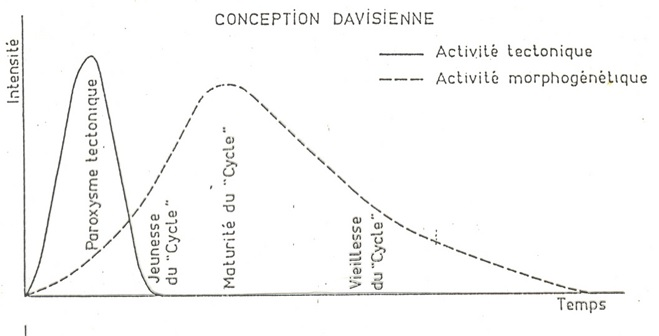 CONCEPTION DAVISIENNE
Intensité
Activité tectonique
Activité morphogénétique
Paroxysme tectonique
Jeunesse
du "Cycle"
Maturité du "Cycle"
Vieillesse
du "Cycle"
Temps